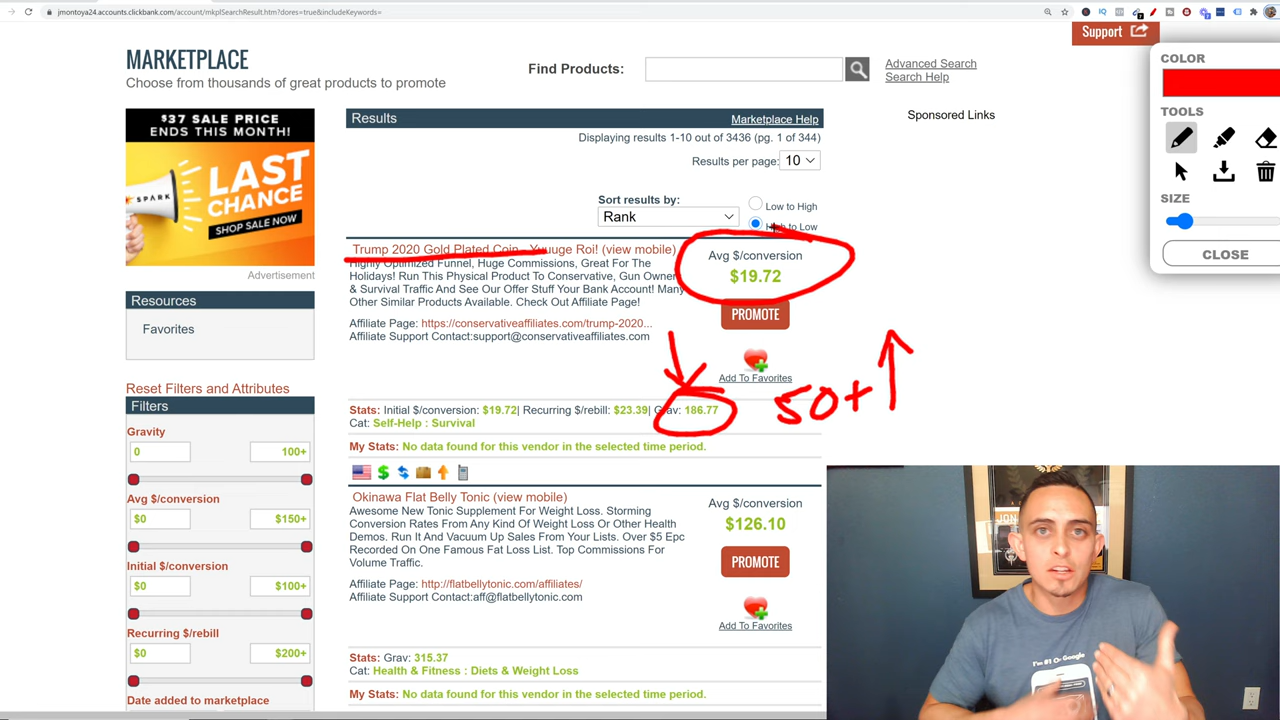 jmontoya24.accounts.clickbank.com/account/mkplSearchResult.htm?dores=true&includeKeywords=
Support
MARKETPLACE
Choose from thousands of great products to promote
Find Products:
Advanced Search
Search Help
COLOR
TOOLS
SIZE
CLOSE
$37 SALE PRICE
ENDS THIS MONTH!
SPARK
LAST
CHANCE
SHOP SALE NOW
Advertisement
Resources
Favorites
Reset Filters and Attributes
Filters
Gravity
0 100+
Avg $/conversion
$0 $150+
Initial $/conversion
$0 $100+
Recurring $/rebill
$0 $200+
Date added to marketplace
Results
Marketplace Help
Displaying results 1-10 out of 3436 (pg. 1 of 344)
Results per page: 10
Sort results by:
Rank
Low to High
High to Low
Trump 2020 Gold Plated Coin - Yuuuge Roi! (view mobile)
Highly Optimized Funnel, Huge Commissions, Great For The
Holidays! Run This Physical Product To Conservative, Gun Owner
& Survival Traffic And See Our Offer Stuff Your Bank Account! Many
Other Similar Products Available. Check Out Affiliate Page!
Affiliate Page: https://conservativeaffiliates.com/trump-2020...
Affiliate Support Contact:support@conservativeaffiliates.com
Avg $/conversion
$19.72
PROMOTE
Add To Favorites
50+
Stats: Initial $/conversion: $19.72| Recurring $/rebill: $23.39| Grav: 186.77
Cat: Self-Help : Survival
My Stats: No data found for this vendor in the selected time period.
Okinawa Flat Belly Tonic (view mobile)
Awesome New Tonic Supplement For Weight Loss. Storming
Conversion Rates From Any Kind Of Weight Loss Or Other Health
Demos. Run It And Vacuum Up Sales From Your Lists. Over $5 Epc
Recorded On One Famous Fat Loss List. Top Commissions For
Volume Traffic.
Affiliate Page: http://flatbellytonic.com/affiliates/
Affiliate Support Contact:aff@flatbellytonic.com
Avg $/conversion
$126.10
PROMOTE
Add To Favorites
Stats: Grav: 315.37
Cat: Health & Fitness : Diets & Weight Loss
My Stats: No data found for this vendor in the selected time period.
Sponsored Links
I'm #1 On Google